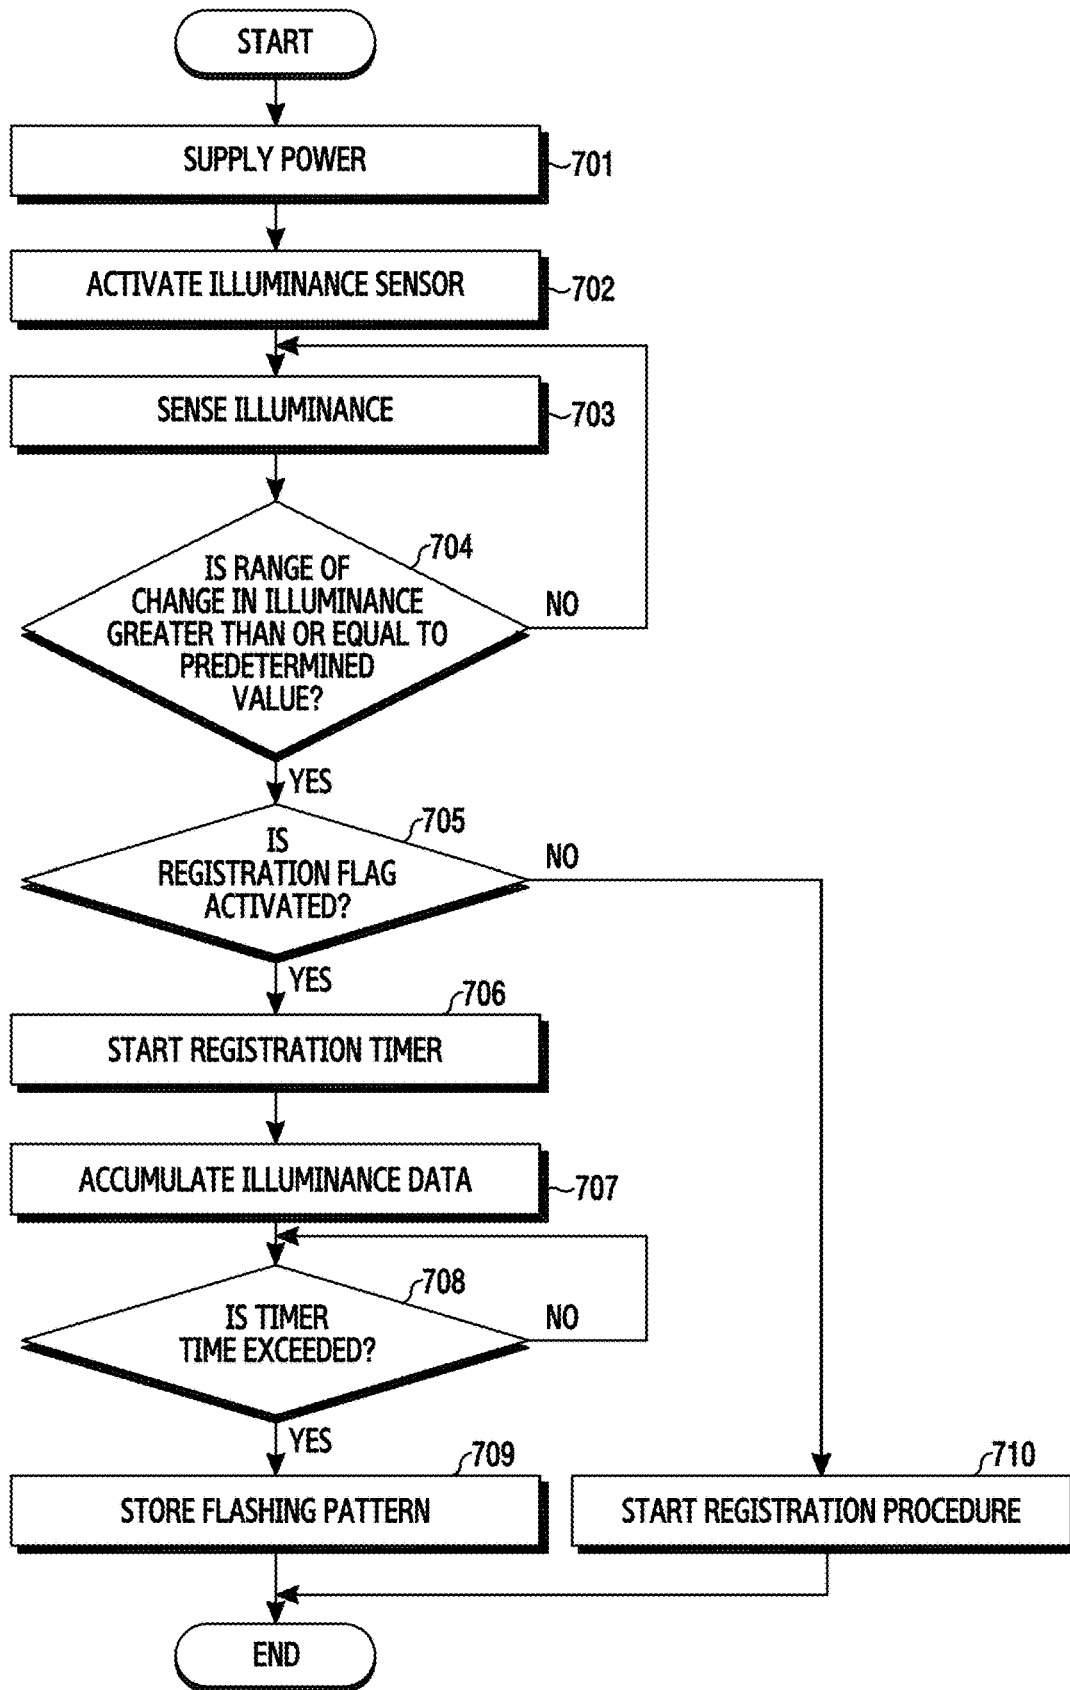 START
SUPPLY POWER
701
ACTIVATE ILLUMINANCE SENSOR
702
SENSE ILLUMINANCE
703
704
IS RANGE OF
CHANGE IN ILLUMINANCE
GREATER THAN OR EQUAL TO
PREDETERMINED
VALUE?
NO
YES
705
IS
REGISTRATION FLAG
ACTIVATED?
NO
YES
706
START REGISTRATION TIMER
ACCUMULATE ILLUMINANCE DATA
707
708
IS TIMER
TIME EXCEEDED?
NO
YES
709
STORE FLASHING PATTERN
710
START REGISTRATION PROCEDURE
END